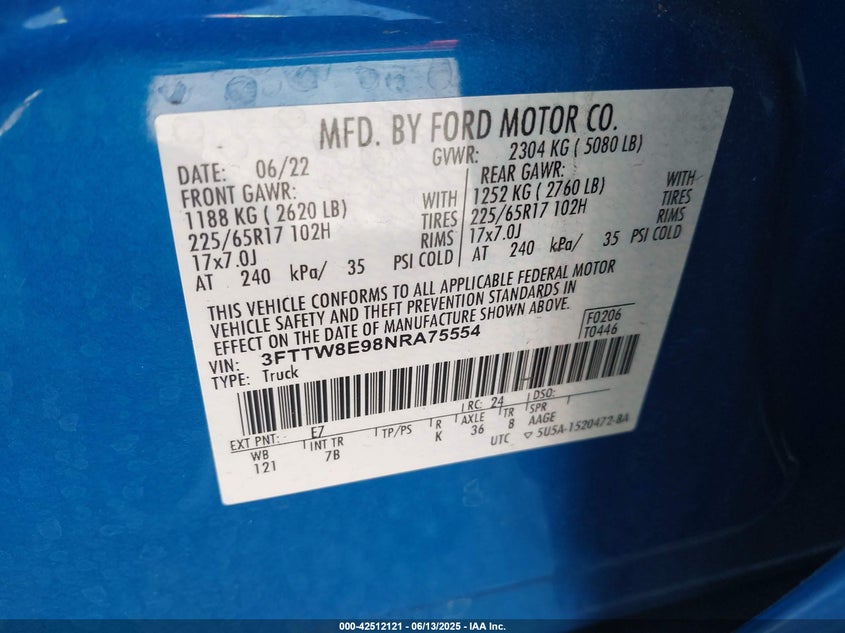 MFD. BY FORD MOTOR CO.
DATE: 06/22 GVWR: 2304 KG ( 5080 LB)
FRONT GAWR: REAR GAWR:
1188 KG ( 2620 LB) WITH 1252 KG ( 2760 LB) WITH
225/65R17 102H TIRES 225/65R17 102H TIRES
17x7.0J RIMS 17x7.0J RIMS
AT 240 kPa/ 35 PSI COLD AT 240 kPa/ 35 PSI COLD
THIS VEHICLE CONFORMS TO ALL APPLICABLE FEDERAL MOTOR
VEHICLE SAFETY AND THEFT PREVENTION STANDARDS IN
EFFECT ON THE DATE OF MANUFACTURE SHOWN ABOVE.
VIN: 3FTTW8E98NRA75554
TYPE: Truck
F0206
T0446
EXT PNT: E7 RC: 24 DSO:
WB INT TR TP/PS R AXLE TR SPR
121 7B K 36 8 AAGE
UTC ▽ 5U5A-1520472-8A
000-42512121 - 06/13/2025 - IAA Inc.